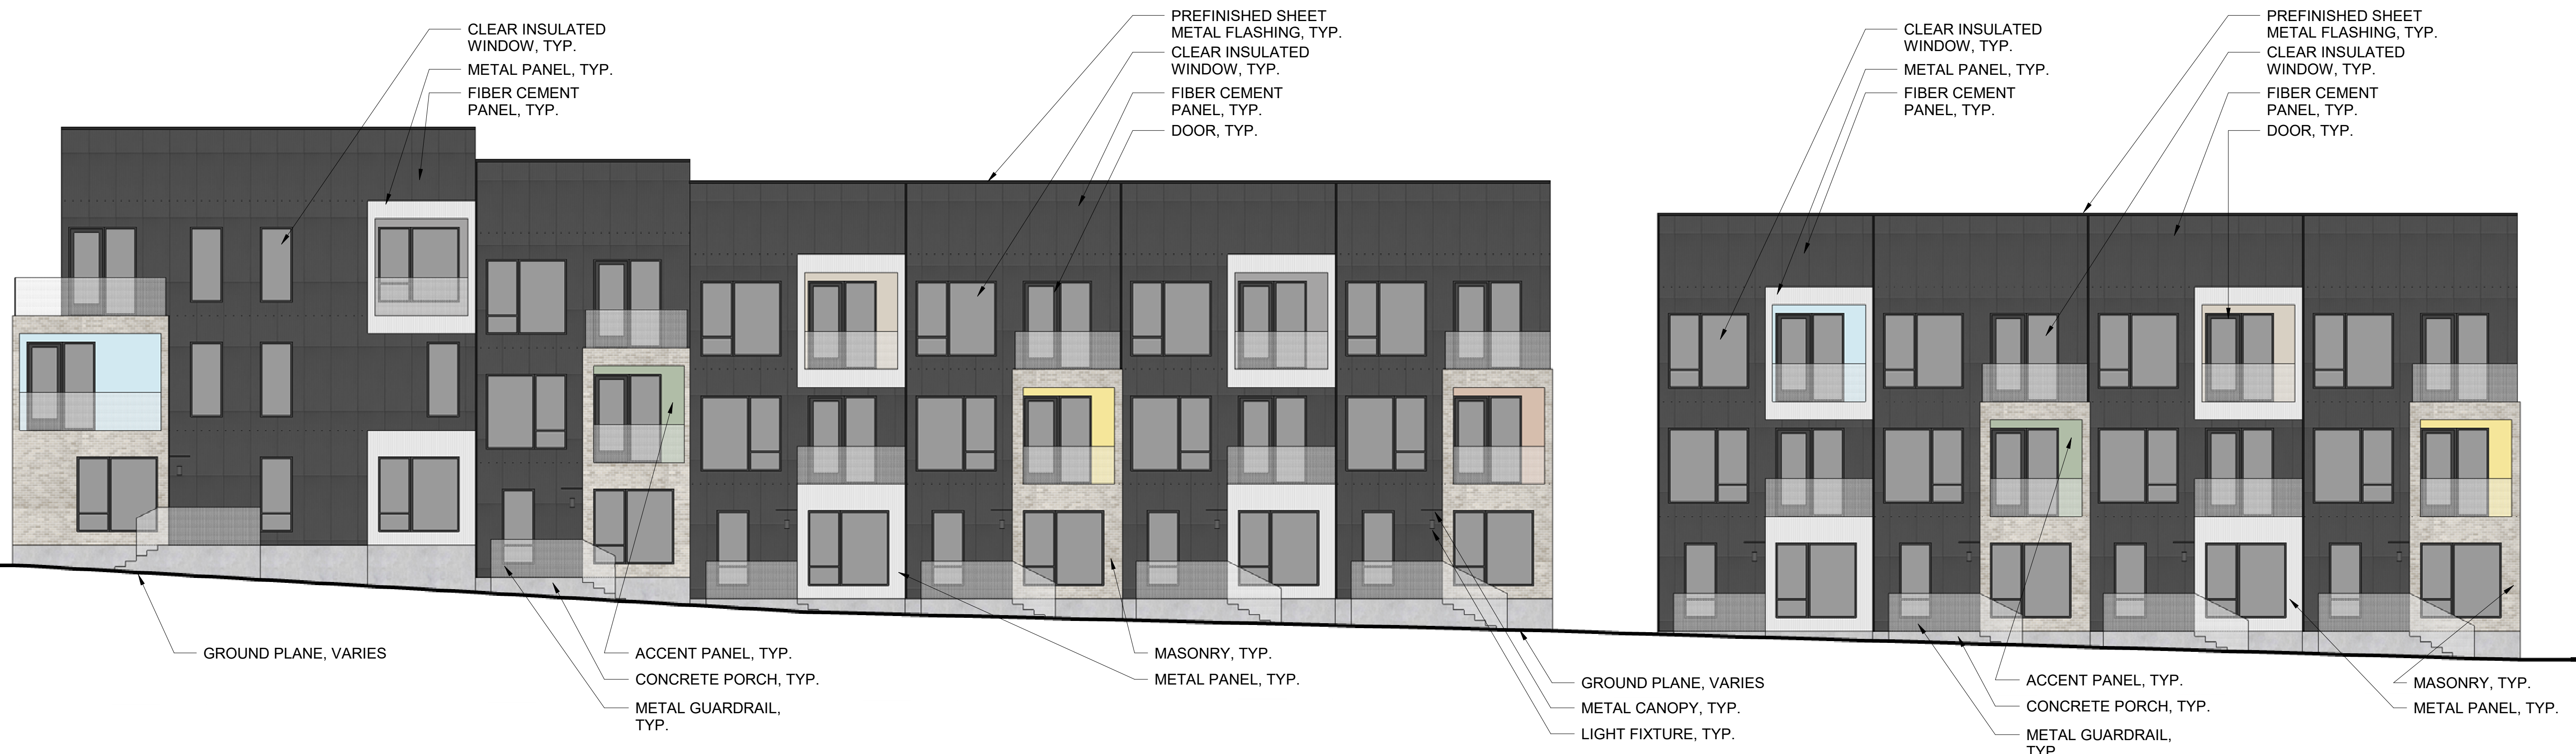 CLEAR INSULATED
WINDOW, TYP.
METAL PANEL, TYP.
FIBER CEMENT
PANEL, TYP.
PREFINISHED SHEET
METAL FLASHING, TYP.
CLEAR INSULATED
WINDOW, TYP.
FIBER CEMENT
PANEL, TYP.
DOOR, TYP.
CLEAR INSULATED
WINDOW, TYP.
METAL PANEL, TYP.
FIBER CEMENT
PANEL, TYP.
PREFINISHED SHEET
METAL FLASHING, TYP.
CLEAR INSULATED
WINDOW, TYP.
FIBER CEMENT
PANEL, TYP.
DOOR, TYP.
GROUND PLANE, VARIES
ACCENT PANEL, TYP.
CONCRETE PORCH, TYP.
METAL GUARDRAIL,
TYP.
MASONRY, TYP.
METAL PANEL, TYP.
GROUND PLANE, VARIES
METAL CANOPY, TYP.
LIGHT FIXTURE, TYP.
ACCENT PANEL, TYP.
CONCRETE PORCH, TYP.
METAL GUARDRAIL,
TYP.
MASONRY, TYP.
METAL PANEL, TYP.